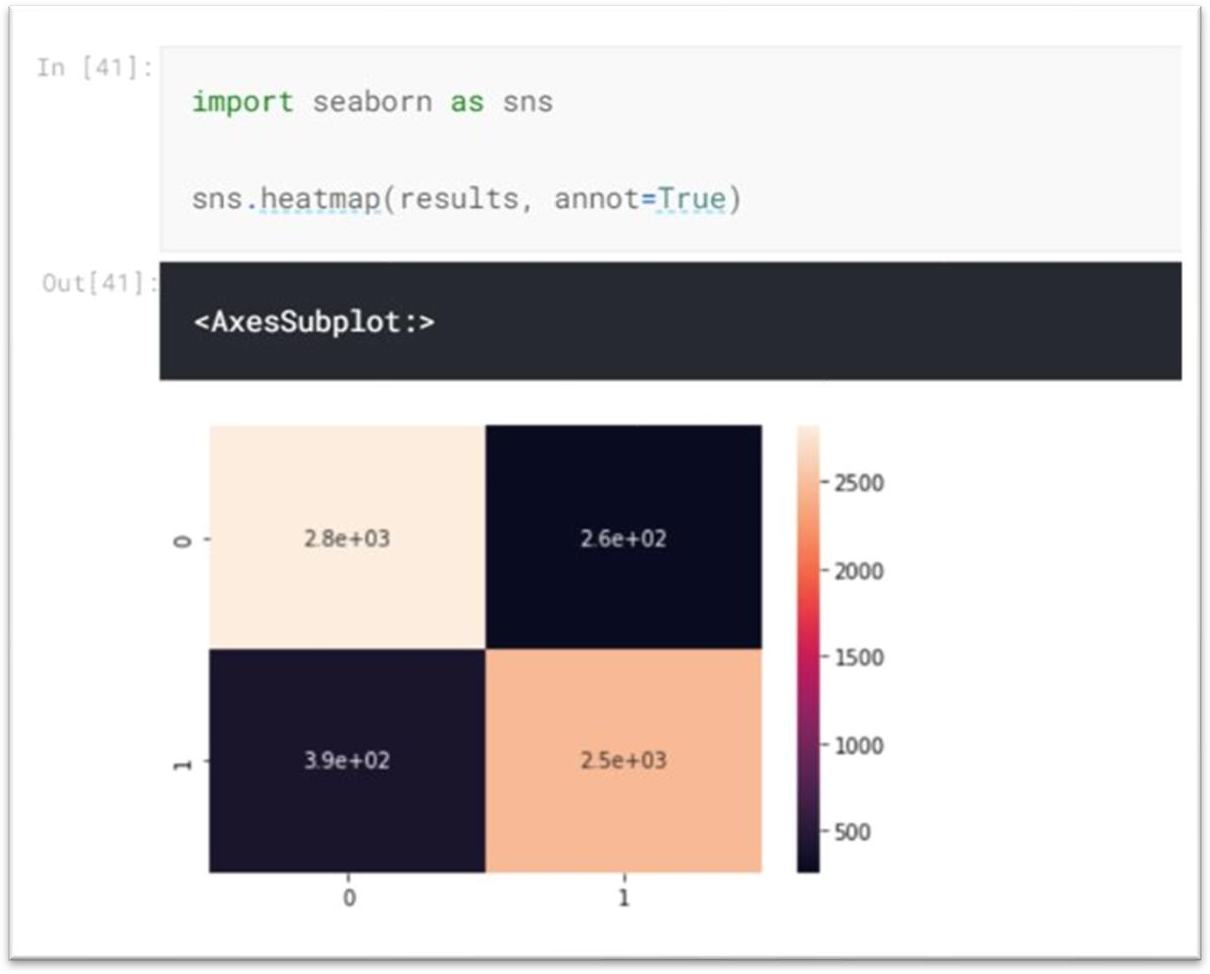 In [41]:
import seaborn as sns
sns.heatmap(results, annot=True)
Out[41]:
<AxesSubplot:>
0
2.8e+03
2.6e+02
1
3.9e+02
2.5e+03
0
1
2500
2000
1500
1000
500